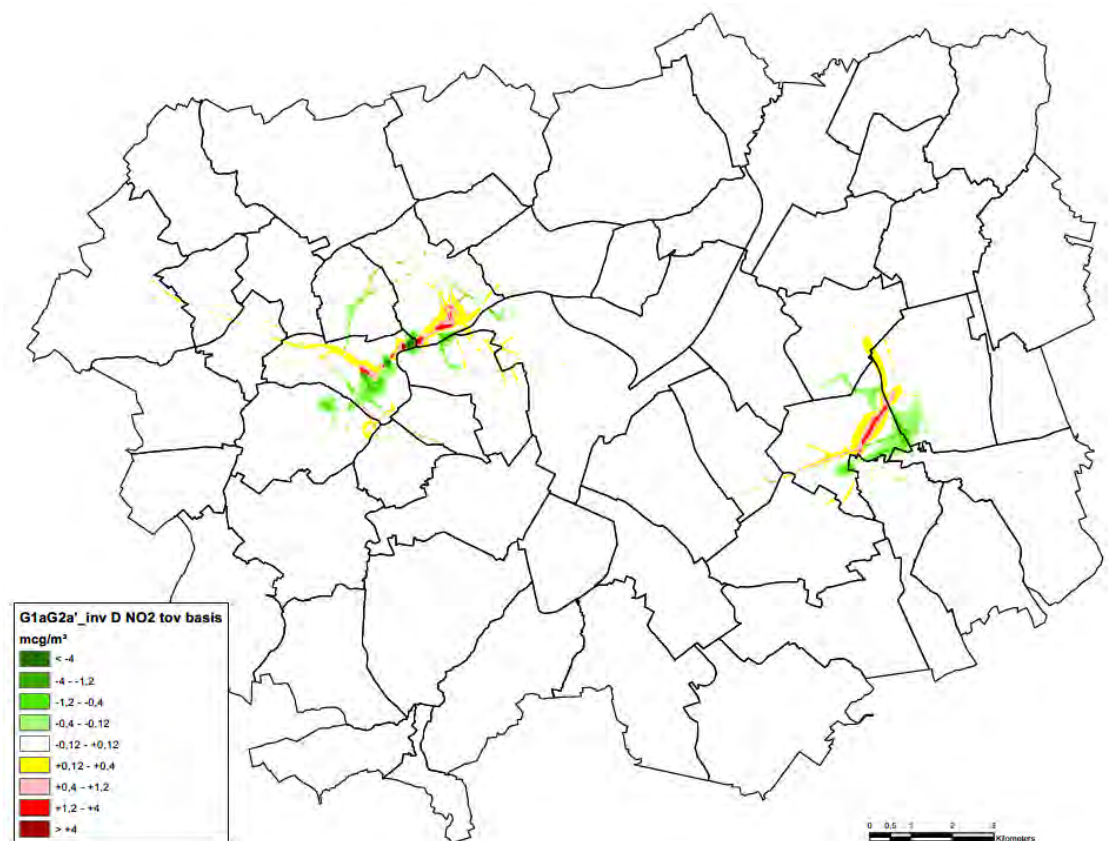 G1aG2a'_inv D NO2 tov basis
mcg/m³
< -4
-4 - -1,2
-1,2 - -0,4
-0,4 - -0,12
-0,12 - +0,12
+0,12 - +0,4
+0,4 - +1,2
+1,2 - +4
> +4
0 0.5 1 2 3
Kilometers